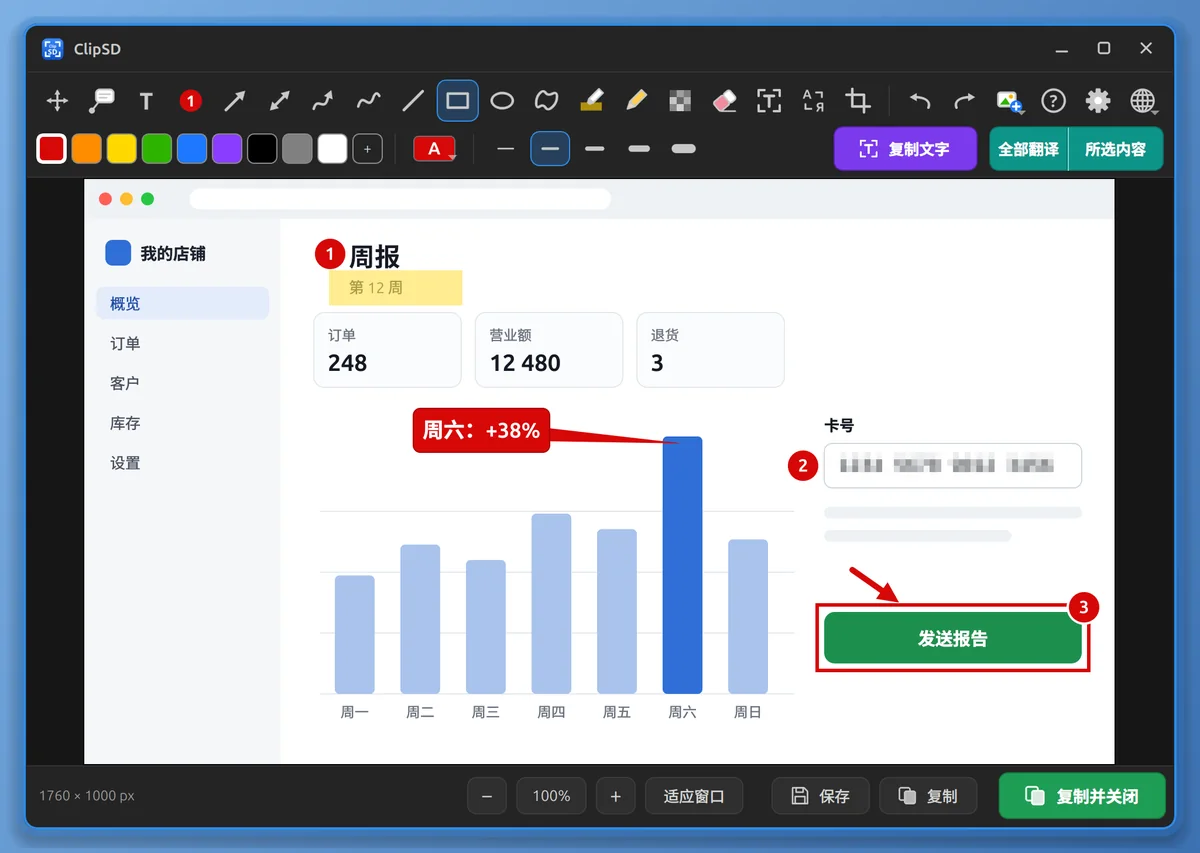 ClipSD
T
1
A
复制文字
全部翻译
所选内容
我的店铺
概览
订单
客户
库存
设置
1
周报
第 12 周
订单
248
营业额
12 480
退货
3
周六：+38%
卡号
2
3
发送报告
周一
周二
周三
周四
周五
周六
周日
1760 × 1000 px
−
100%
+
适应窗口
保存
复制
复制并关闭